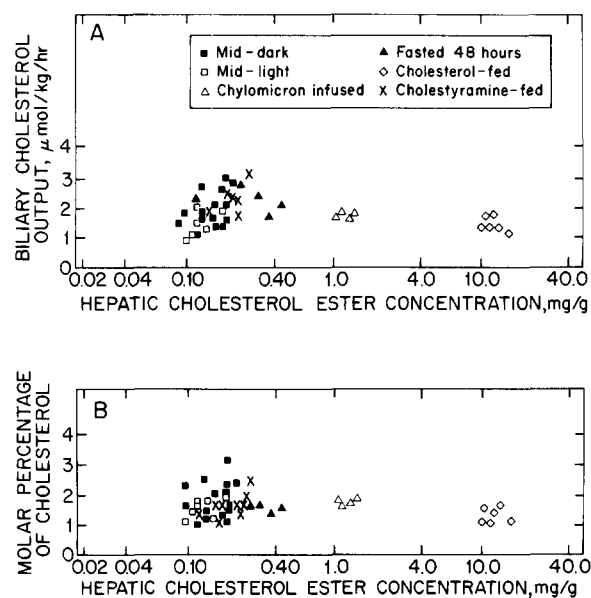 A
■ Mid-dark ▲ Fasted 48 hours
□ Mid-light ◇ Cholesterol-fed
△ Chylomicron infused X Cholestyramine-fed
BILIARY CHOLESTEROL
OUTPUT, μmol/kg/hr
4
3
2
1
0
0.02 0.04 0.10 0.40 1.0 4.0 10.0 40.0
HEPATIC CHOLESTEROL ESTER CONCENTRATION,mg/g
B
MOLAR PERCENTAGE
OF CHOLESTEROL
4
3
2
1
0
0.02 0.04 0.10 0.40 1.0 4.0 10.0 40.0
HEPATIC CHOLESTEROL ESTER CONCENTRATION,mg/g